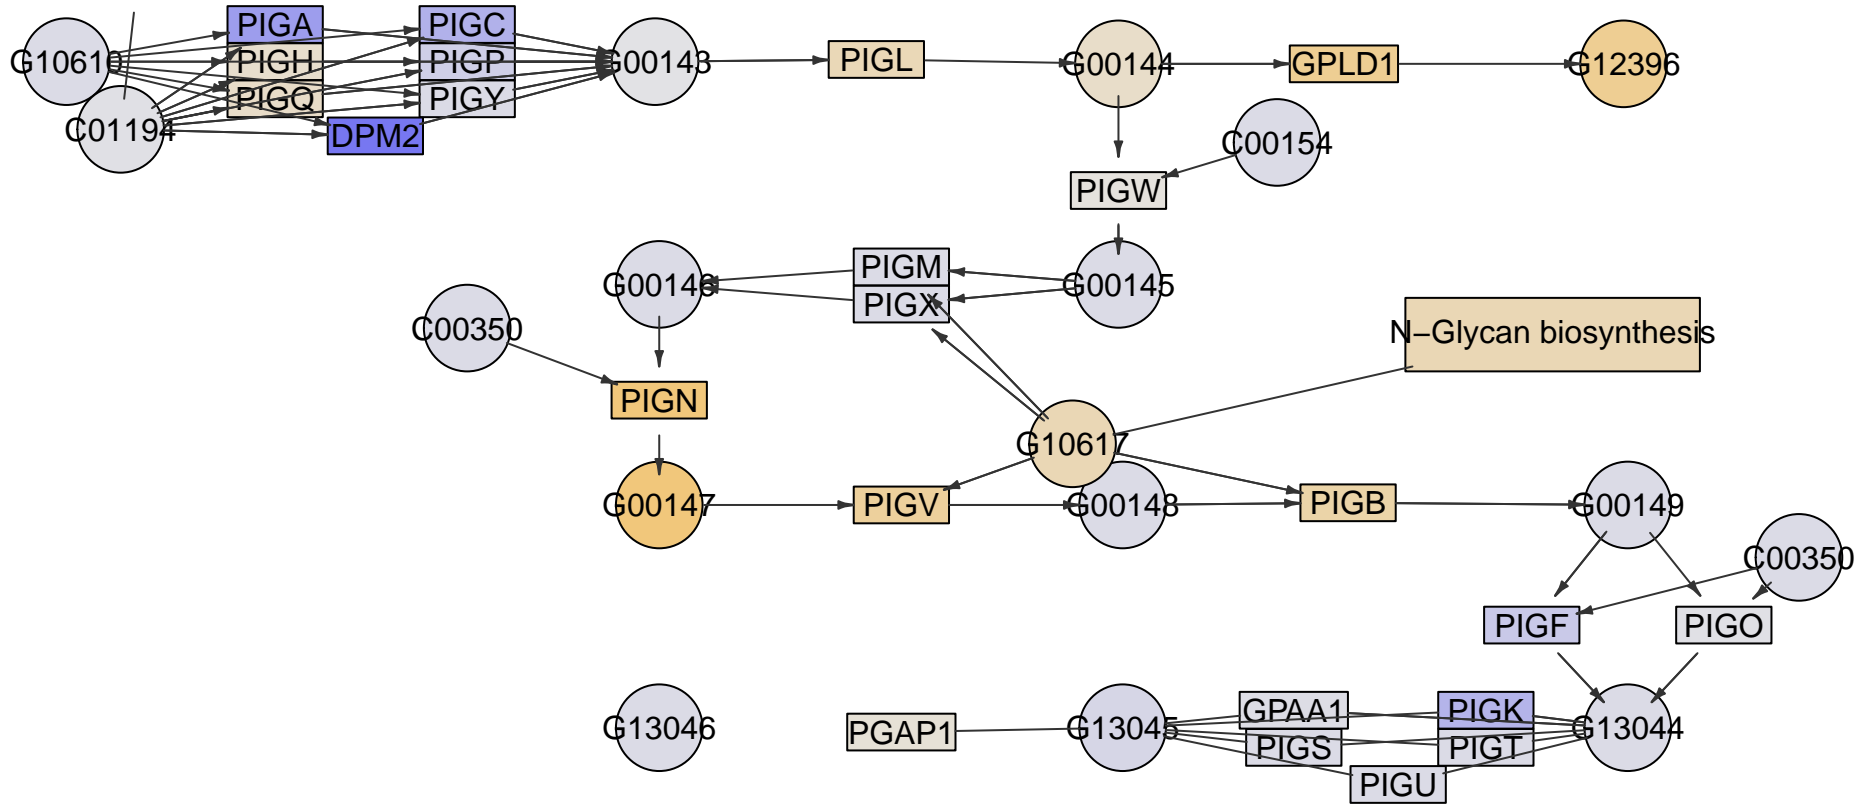 PIGA
PIGC
G10619
PIGH
PIGP
G00143
PIGL
G00144
GPLD1
G12396
PIGQ
PIGY
C01194
DPM2
C00154
PIGW
PIGM
G00146
G00145
PIGX
C00350
N−Glycan biosynthesis
PIGN
G10617
G00147
PIGV
G00148
PIGB
G00149
C00350
PIGF
PIGO
GPAA1
PIGK
G13046
PGAP1
G13045
G13044
PIGS
PIGT
PIGU